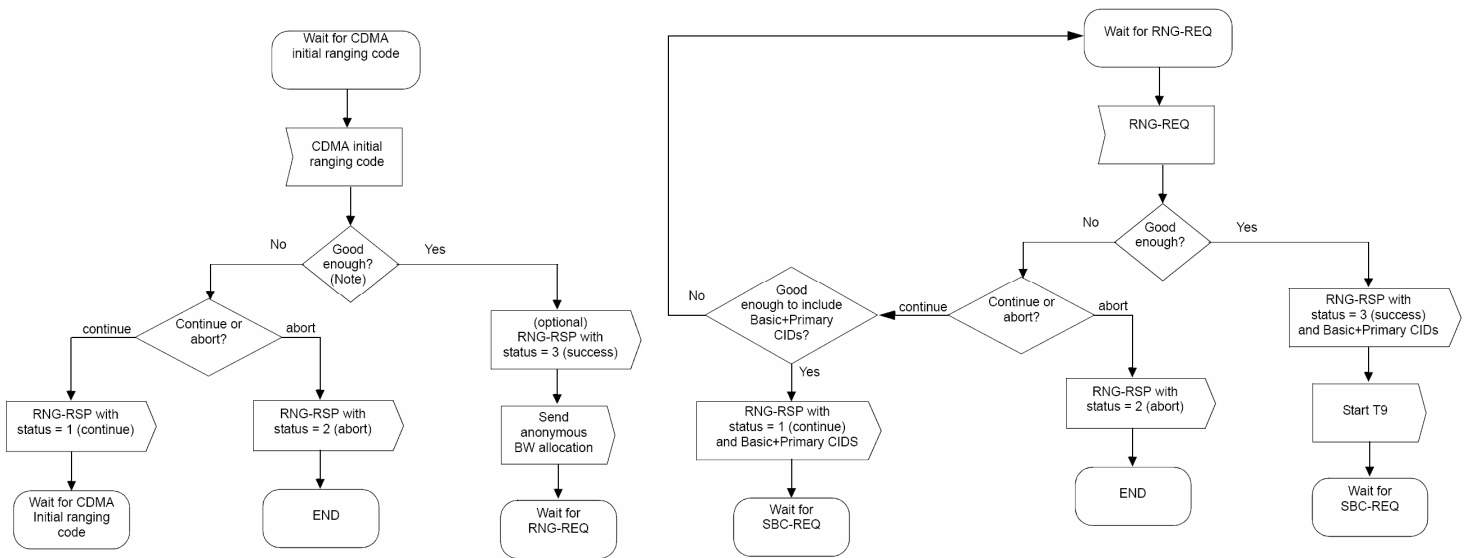 Wait for CDMA
initial ranging code
CDMA initial
ranging code
No
Good
enough?
(Note)
Yes
continue
Continue or
abort?
abort
(optional)
RNG-RSP with
status = 3 (success)
RNG-RSP with
status = 1 (continue)
RNG-RSP with
status = 2 (abort)
Send
anonymous
BW allocation
Wait for CDMA
Initial ranging
code
END
Wait for
RNG-REQ
Wait for RNG-REQ
RNG-REQ
No
Good
enough?
Yes
No
Good
enough to include
Basic+Primary
CIDs?
continue
Continue or
abort?
abort
RNG-RSP with
status = 3 (success)
and Basic+Primary CIDs
Yes
RNG-RSP with
status = 1 (continue)
and Basic+Primary CIDS
RNG-RSP with
status = 2 (abort)
Start T9
Wait for
SBC-REQ
END
Wait for
SBC-REQ